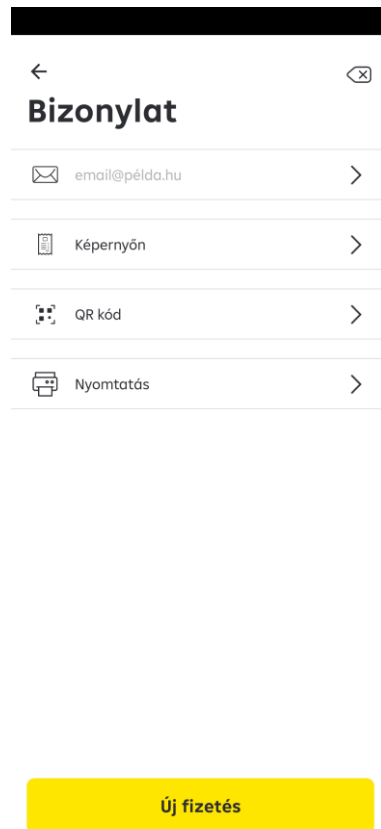 Bizonylat
email@példa.hu
Képernyőn
QR kód
Nyomtatás
Új fizetés